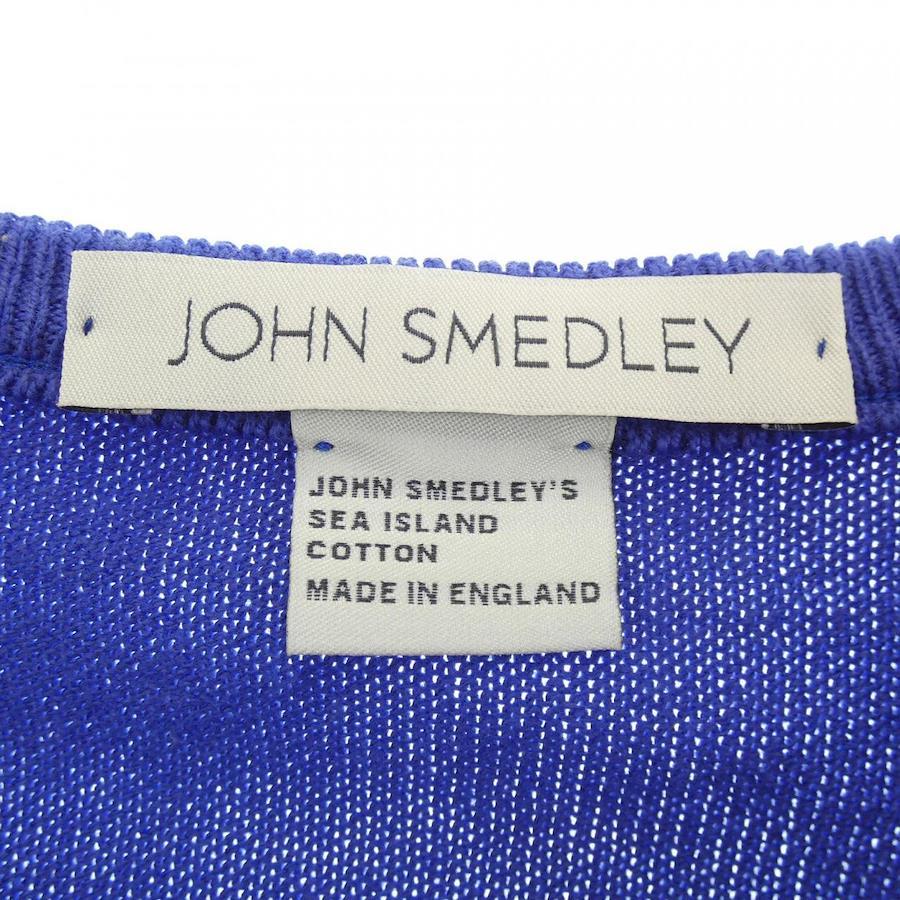 JOHN SMEDLEY
JOHN SMEDLEY'S
SEA ISLAND
COTTON
MADE IN ENGLAND